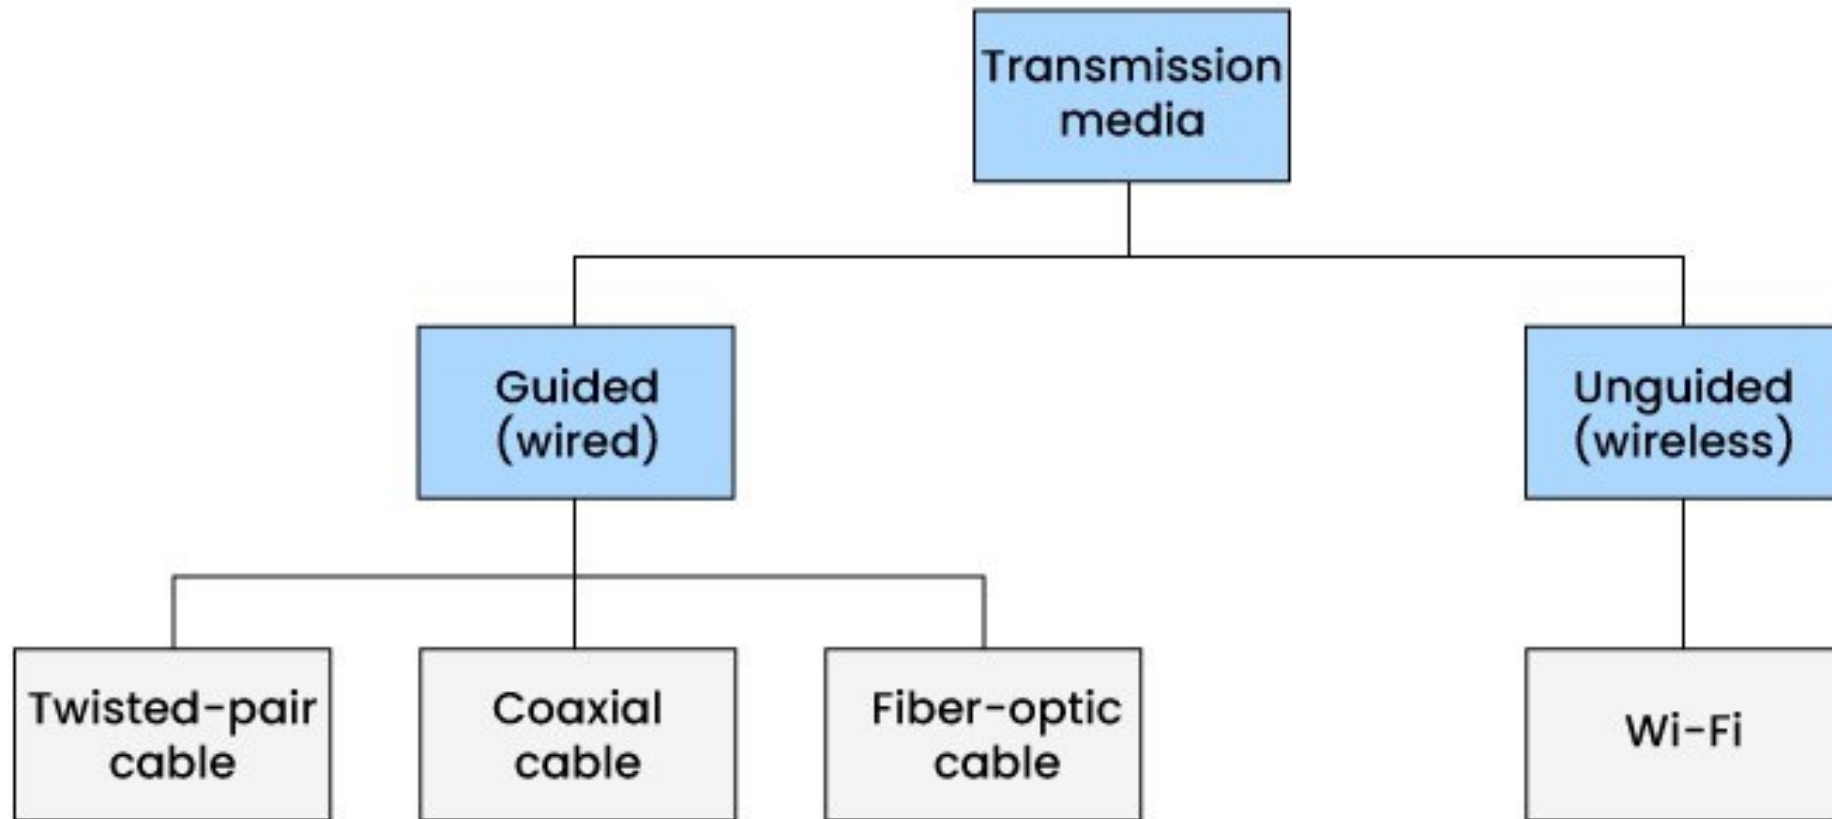 Transmission
media
Guided
(wired)
Unguided
(wireless)
Twisted-pair
cable
Coaxial
cable
Fiber-optic
cable
Wi-Fi